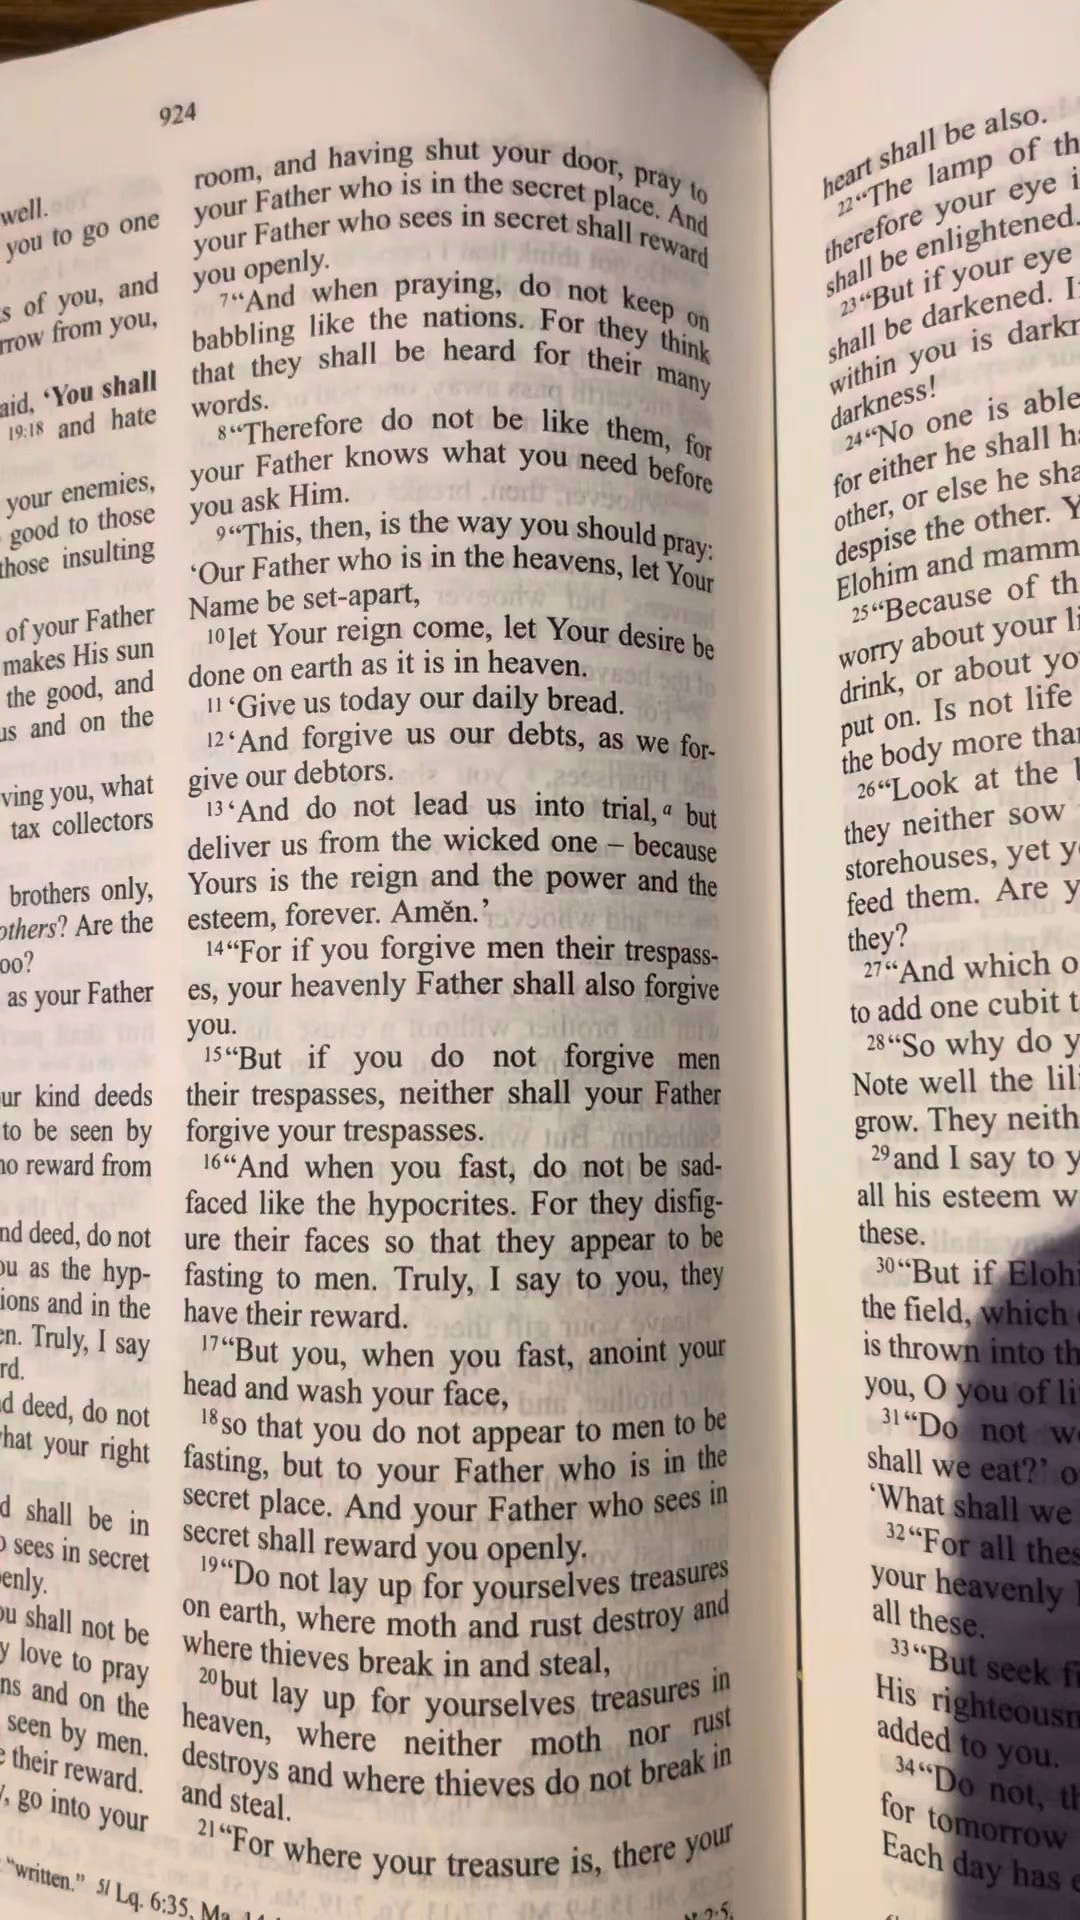 924
well.
you to go one
s of you, and
rrow from you,
aid, ‘You shall
19:18 and hate
your enemies,
good to those
those insulting
of your Father
makes His sun
the good, and
us and on the
ving you, what
tax collectors
brothers only,
others? Are the
oo?
as your Father
ur kind deeds
to be seen by
no reward from
nd deed, do not
ou as the hyp-
ions and in the
en. Truly, I say
rd.
d deed, do not
hat your right
d shall be in
o sees in secret
enly.
ou shall not be
y love to pray
ns and on the
seen by men.
e their reward.
, go into your
“written.” 5l Lq. 6:35,
room, and having shut your door, pray to
your Father who is in the secret place. And
your Father who sees in secret shall reward
you openly.
7“And when praying, do not keep on
babbling like the nations. For they think
that they shall be heard for their many
words.
8“Therefore do not be like them, for
your Father knows what you need before
you ask Him.
9“This, then, is the way you should pray:
‘Our Father who is in the heavens, let Your
Name be set-apart,
10let Your reign come, let Your desire be
done on earth as it is in heaven.
11‘Give us today our daily bread.
12‘And forgive us our debts, as we for-
give our debtors.
13‘And do not lead us into trial,a but
deliver us from the wicked one – because
Yours is the reign and the power and the
esteem, forever. Amĕn.’
14“For if you forgive men their trespass-
es, your heavenly Father shall also forgive
you.
15“But if you do not forgive men
their trespasses, neither shall your Father
forgive your trespasses.
16“And when you fast, do not be sad-
faced like the hypocrites. For they disfig-
ure their faces so that they appear to be
fasting to men. Truly, I say to you, they
have their reward.
17“But you, when you fast, anoint your
head and wash your face,
18so that you do not appear to men to be
fasting, but to your Father who is in the
secret place. And your Father who sees in
secret shall reward you openly.
19“Do not lay up for yourselves treasures
on earth, where moth and rust destroy and
where thieves break in and steal,
20but lay up for yourselves treasures in
heaven, where neither moth nor rust
destroys and where thieves do not break in
and steal.
21“For where your treasure is, there your
heart shall be also.
22“The lamp of th
therefore your eye i
shall be enlightened.
23“But if your eye
shall be darkened. I
within you is darkn
darkness!
24“No one is able
for either he shall ha
other, or else he sha
despise the other. Y
Elohim and mamm
25“Because of th
worry about your li
drink, or about yo
put on. Is not life
the body more than
26“Look at the
they neither sow
storehouses, yet yo
feed them. Are y
they?
27“And which o
to add one cubit t
28“So why do y
Note well the lili
grow. They neith
29and I say to y
all his esteem w
these.
30“But if Elohi
the field, which
is thrown into th
you, O you of li
31“Do not wo
shall we eat?’ o
‘What shall we
32“For all thes
your heavenly
all these.
33“But seek fi
His righteousn
added to you.
34“Do not, th
for tomorrow
Each day has